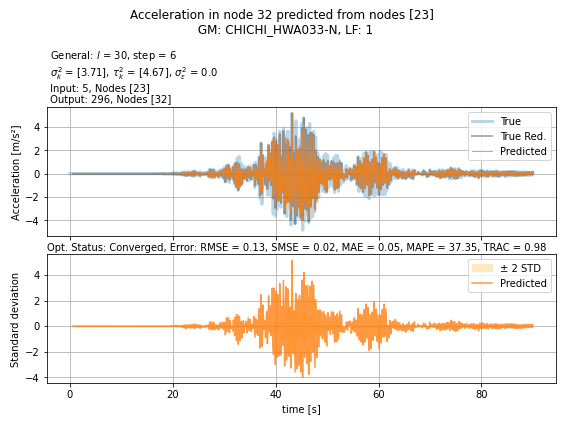 Acceleration in node 32 predicted from nodes [23]
GM: CHICHI_HWA033-N, LF: 1
General: l = 30, step = 6
σ²ₖ = [3.71], τ²ₖ = [4.67], σ²ε = 0.0
Input: 5, Nodes [23]
Output: 296, Nodes [32]
True
True Red.
Predicted
Acceleration [m/s²]
4
2
0
−2
−4
Opt. Status: Converged, Error: RMSE = 0.13, SMSE = 0.02, MAE = 0.05, MAPE = 37.35, TRAC = 0.98
± 2 STD
Predicted
Standard deviation
4
2
0
−2
−4
0 20 40 60 80
time [s]